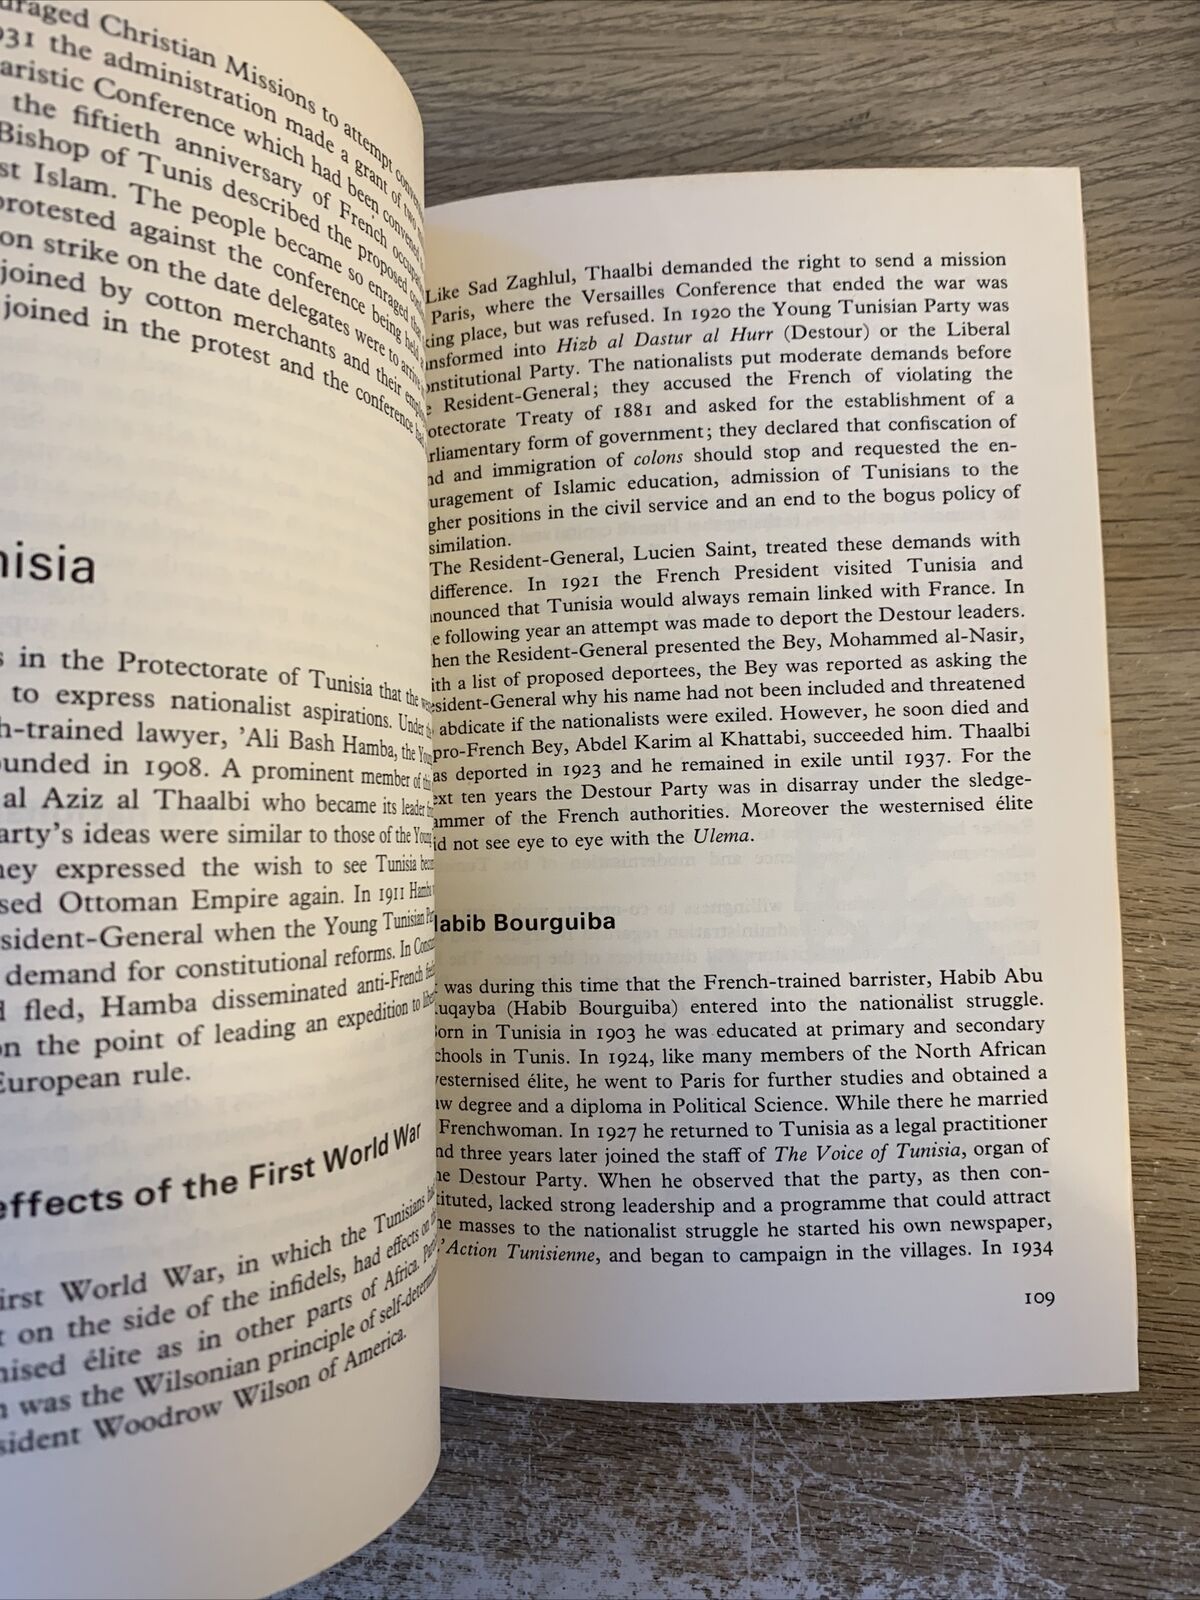 uraged Christian Missions to attempt
931 the administration made a grant of two
aristic Conference which had been convened
the fiftieth anniversary of French
Bishop of Tunis described the proposed
st Islam. The people became so enraged that
protested against the conference being held
on strike on the date delegates were to arrive
joined by cotton merchants and their
joined in the protest and the conference
nisia
s in the Protectorate of Tunisia that the
to express nationalist aspirations. Under
h-trained lawyer, 'Ali Bash Hamba, the
ounded in 1908. A prominent member of
al Aziz al Thaalbi who became its leader
arty's ideas were similar to those of the Young
hey expressed the wish to see Tunisia
sed Ottoman Empire again. In 1911 Hamba
sident-General when the Young Tunisian
demand for constitutional reforms. In
d fled, Hamba disseminated anti-French
on the point of leading an expedition to
European rule.
effects of the First World War
irst World War, in which the Tunisians
t on the side of the infidels, had effects on
nised élite as in other parts of Africa.
n was the Wilsonian principle of
sident Woodrow Wilson of America.
Like Sad Zaghlul, Thaalbi demanded the right to send a mission
Paris, where the Versailles Conference that ended the war was
king place, but was refused. In 1920 the Young Tunisian Party was
ansformed into Hizb al Dastur al Hurr (Destour) or the Liberal
onstitutional Party. The nationalists put moderate demands before
e Resident-General; they accused the French of violating the
otectorate Treaty of 1881 and asked for the establishment of a
rliamentary form of government; they declared that confiscation of
nd and immigration of colons should stop and requested the en-
uragement of Islamic education, admission of Tunisians to the
gher positions in the civil service and an end to the bogus policy of
similation.
The Resident-General, Lucien Saint, treated these demands with
difference. In 1921 the French President visited Tunisia and
nnounced that Tunisia would always remain linked with France. In
e following year an attempt was made to deport the Destour leaders.
hen the Resident-General presented the Bey, Mohammed al-Nasir,
ith a list of proposed deportees, the Bey was reported as asking the
esident-General why his name had not been included and threatened
abdicate if the nationalists were exiled. However, he soon died and
pro-French Bey, Abdel Karim al Khattabi, succeeded him. Thaalbi
as deported in 1923 and he remained in exile until 1937. For the
ext ten years the Destour Party was in disarray under the sledge-
ammer of the French authorities. Moreover the westernised élite
id not see eye to eye with the Ulema.
Habib Bourguiba
t was during this time that the French-trained barrister, Habib Abu
uqayba (Habib Bourguiba) entered into the nationalist struggle.
orn in Tunisia in 1903 he was educated at primary and secondary
chools in Tunis. In 1924, like many members of the North African
esternised élite, he went to Paris for further studies and obtained a
aw degree and a diploma in Political Science. While there he married
Frenchwoman. In 1927 he returned to Tunisia as a legal practitioner
nd three years later joined the staff of The Voice of Tunisia, organ of
he Destour Party. When he observed that the party, as then con-
tituted, lacked strong leadership and a programme that could attract
he masses to the nationalist struggle he started his own newspaper,
'Action Tunisienne, and began to campaign in the villages. In 1934
109